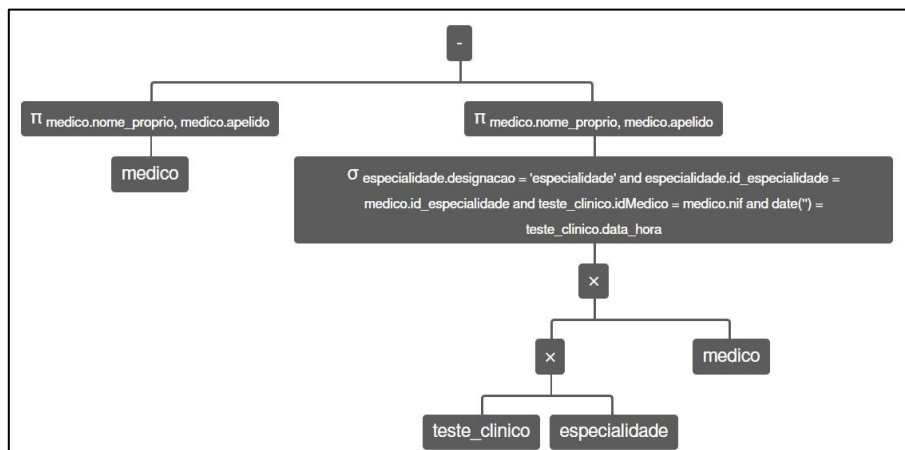 -
π medico.nome_proprio, medico.apelido
π medico.nome_proprio, medico.apelido
medico
σ especialidade.designacao = 'especialidade' and especialidade.id_especialidade =
medico.id_especialidade and teste_clinico.idMedico = medico.nif and date('') =
teste_clinico.data_hora
×
×
medico
teste_clinico
especialidade